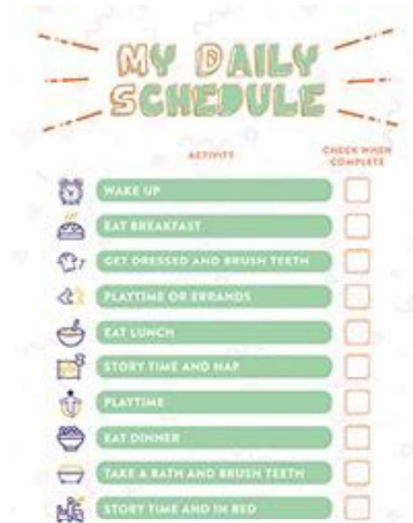 MY DAILY
SCHEDULE
ACTIVITY
CHECK WHEN
COMPLETE
WAKE UP
EAT BREAKFAST
GET DRESSED AND BRUSH TEETH
PLAYTIME OR ERRANDS
EAT LUNCH
STORY TIME AND NAP
PLAYTIME
EAT DINNER
TAKE A BATH AND BRUSH TEETH
STORY TIME AND IN BED